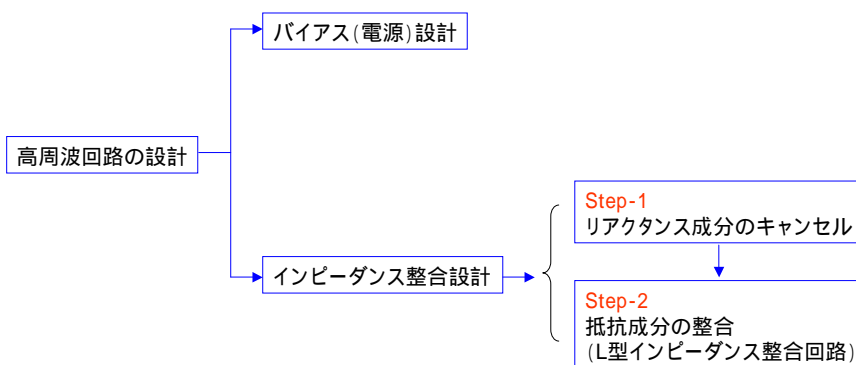 バイアス(電源)設計
高周波回路の設計
インピーダンス整合設計
Step-1
リアクタンス成分のキャンセル
Step-2
抵抗成分の整合
(L型インピーダンス整合回路)